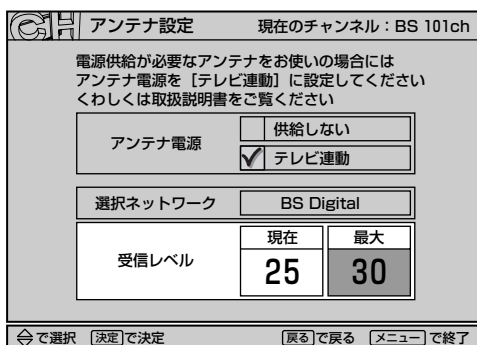 CH アンテナ設定 現在のチャンネル：BS 101ch
電源供給が必要なアンテナをお使いの場合には
アンテナ電源を［テレビ連動］に設定してください
くわしくは取扱説明書をご覧ください
アンテナ電源
供給しない
テレビ連動
選択ネットワーク BS Digital
受信レベル
現在 最大
25 30
で選択 決定で決定 戻るで戻る メニューで終了